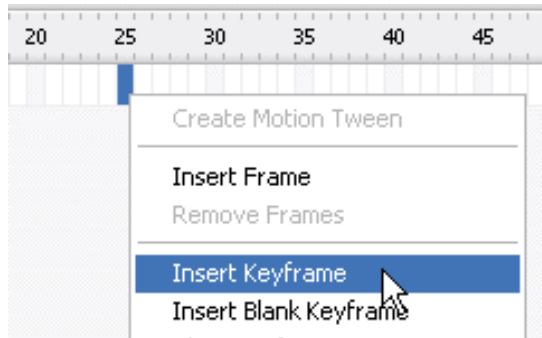 20 25 30 35 40 45
Create Motion Tween
Insert Frame
Remove Frames
Insert Keyframe
Insert Blank Keyframe